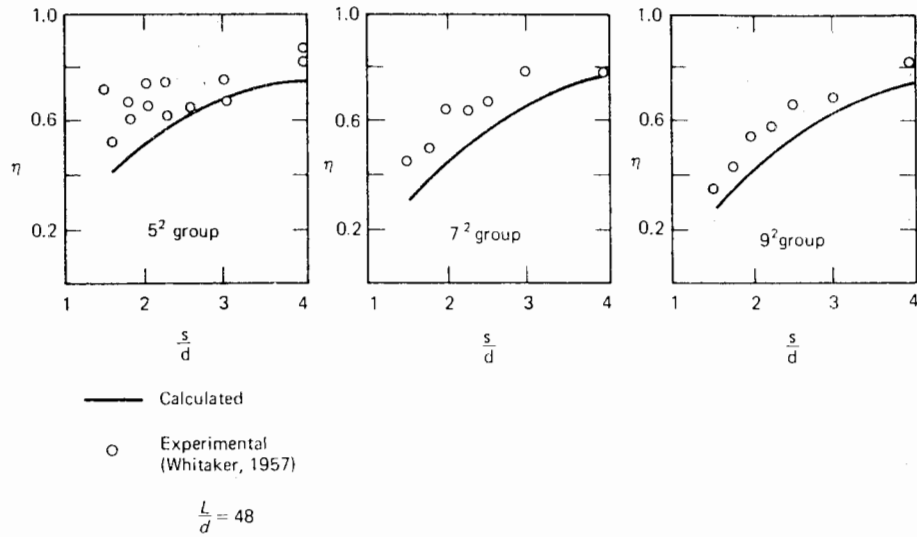 1.0
0.6
η
0.2
5² group
1 2 3 4
s/d
1.0
0.6
η
0.2
7² group
1 2 3 4
s/d
1.0
0.6
η
0.2
9² group
1 2 3 4
s/d
Calculated
Experimental
(Whitaker, 1957)
L/d = 48